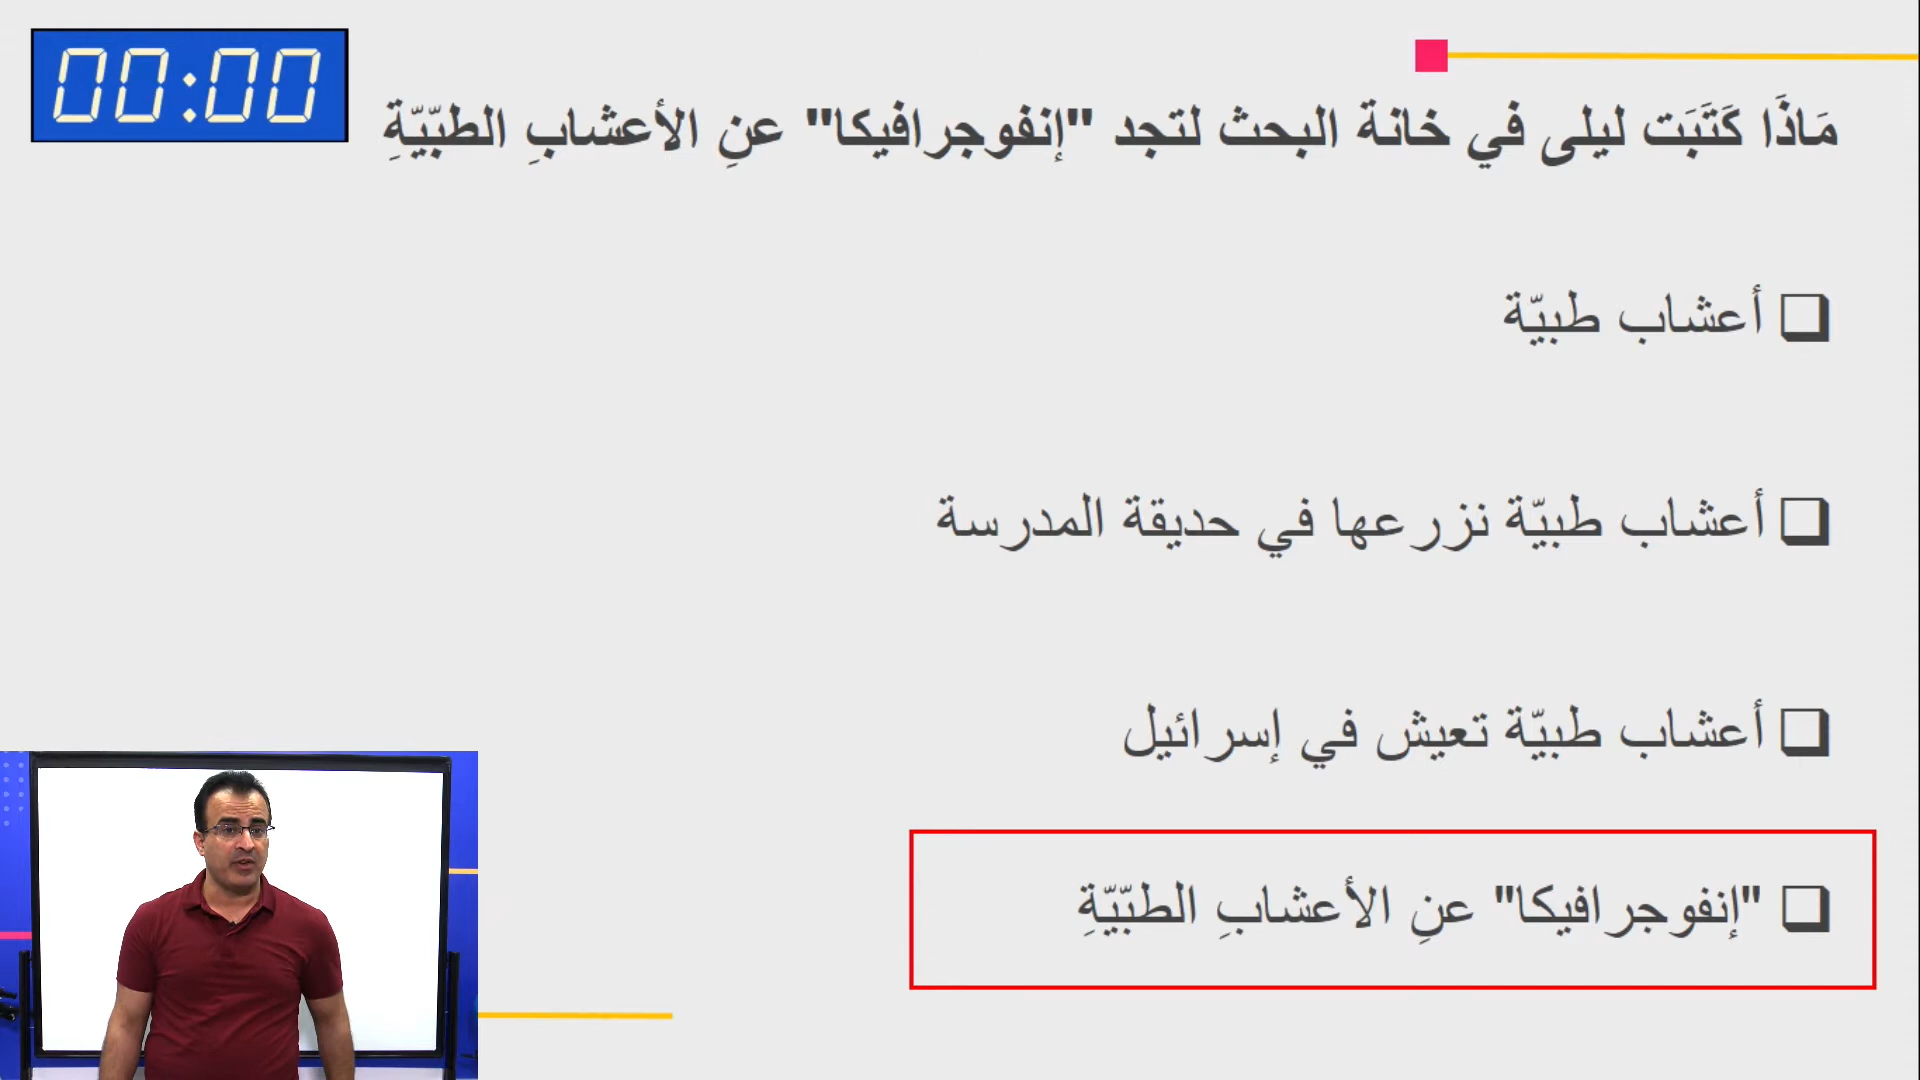 00:00
مَاذَا كَتَبَت ليلى في خانة البحث لتجد "إنفوجرافيكا" عنِ الأعشابِ الطبّيّةِ
أعشاب طبيّة
أعشاب طبيّة نزرعها في حديقة المدرسة
أعشاب طبيّة تعيش في إسرائيل
"إنفوجرافيكا" عنِ الأعشابِ الطبّيّةِ